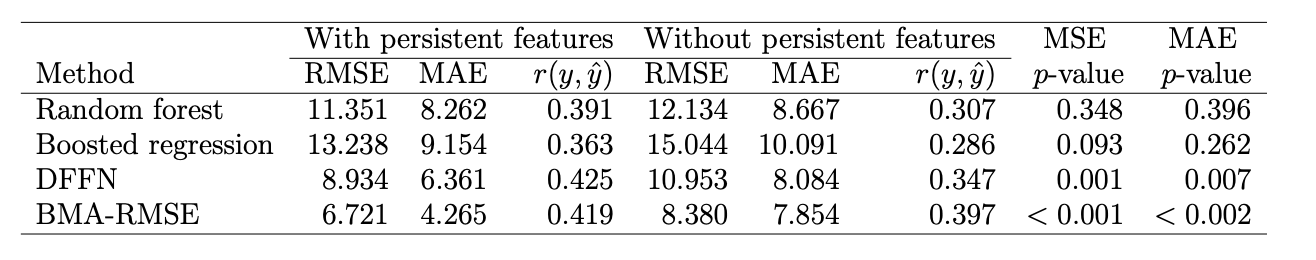 With persistent features Without persistent features MSE MAE
Method RMSE MAE r(y, ŷ) RMSE MAE r(y, ŷ) p-value p-value
Random forest 11.351 8.262 0.391 12.134 8.667 0.307 0.348 0.396
Boosted regression 13.238 9.154 0.363 15.044 10.091 0.286 0.093 0.262
DFFN 8.934 6.361 0.425 10.953 8.084 0.347 0.001 0.007
BMA-RMSE 6.721 4.265 0.419 8.380 7.854 0.397 < 0.001 < 0.002